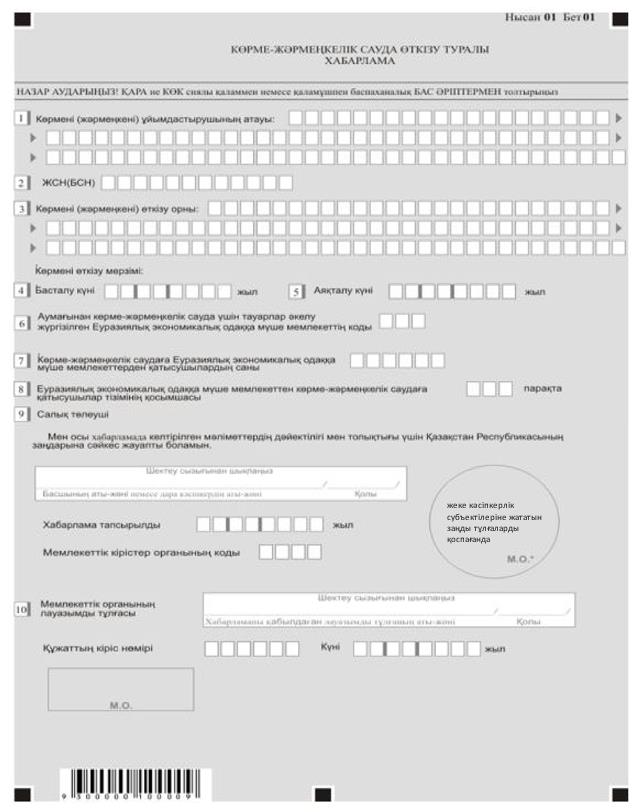 Нысан 01 Бет 01
КӨРМЕ-ЖӘРМЕҢКЕЛІК САУДА ӨТКІЗУ ТУРАЛЫ
ХАБАРЛАМА
НАЗАР АУДАРЫҢЫЗ! ҚАРА не КӨК сиялы қаламмен немесе қаламұшпен баспаханалық БАС ӘРІПТЕРМЕН толтырыңыз
1 Көрмені (жәрмеңкені) ұйымдастырушының атауы:
2 ЖСН(БСН)
3 Көрмені (жәрмеңкені) өткізу орны:
Көрмені өткізу мерзімі:
4 Басталу күні жыл 5 Аяқталу күні жыл
6 Аумағынан көрме-жәрмеңкелік сауда үшін тауарлар әкелу
жүргізілген Еуразиялық экономикалық одаққа мүше мемлекеттің коды
7 Көрме-жәрмеңкелік саудаға Еуразиялық экономикалық одаққа
мүше мемлекеттерден қатысушылардың саны
8 Еуразиялық экономикалық одаққа мүше мемлекеттен көрме-жәрмеңкелік саудаға
қатысушылар тізімінің қосымшасы парақта
9 Салық төлеуші
Мен осы хабарламада келтірілген мәліметтердің дәйектілігі мен толықтығы үшін Қазақстан Республикасының
заңдарына сәйкес жауапты боламын.
Шектеу сызығынан шықпаңыз
/ /
Басшының аты-жөні немесе дара кәсіпкердің аты-жөні Қолы
жеке кәсіпкерлік
субъектілеріне жататын
заңды тұлғаларды
қоспағанда
М.О.*
Хабарлама тапсырылды жыл
Мемлекеттік кірістер органының коды
10 Мемлекеттік органының
лауазымды тұлғасы
Шектеу сызығынан шықпаңыз
/ /
Хабарламаны қабылдаған лауазымды тұлғаның аты-жөні Қолы
Құжаттың кіріс нөмірі Күні жыл
М.О.
9 300000 100009